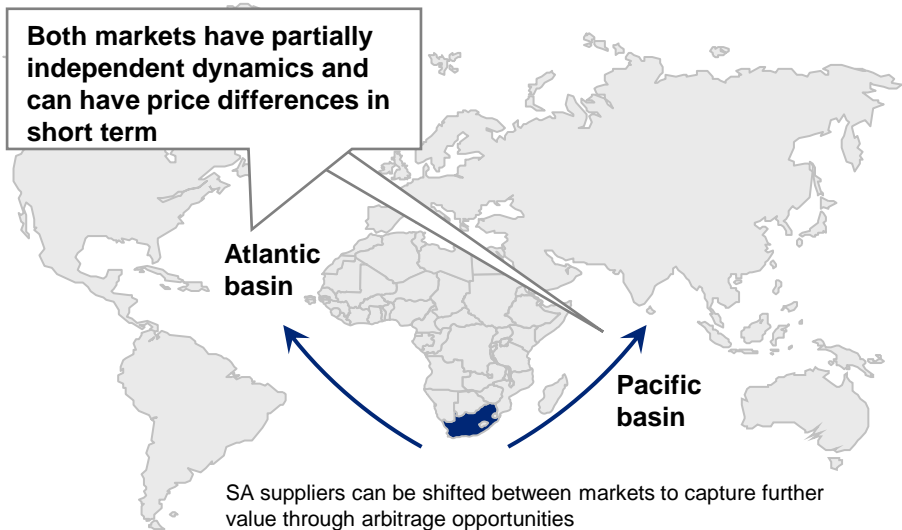 Both markets have partially
independent dynamics and
can have price differences in
short term
Atlantic
basin
Pacific
basin
SA suppliers can be shifted between markets to capture further
value through arbitrage opportunities